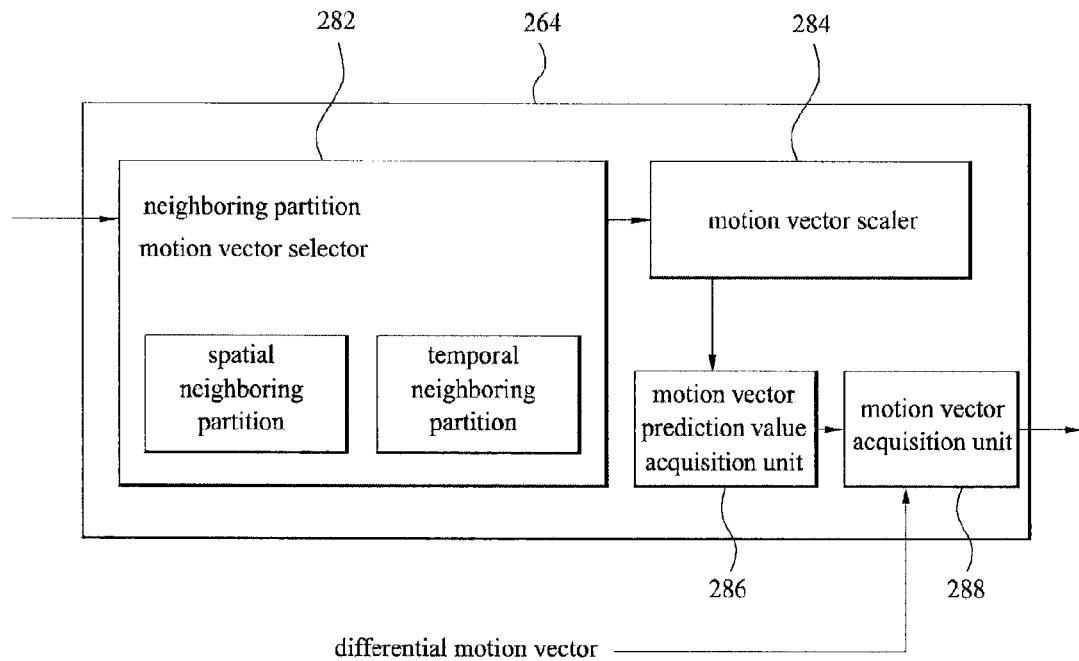 282
264
284
neighboring partition
motion vector selector
motion vector scaler
spatial
neighboring
partition
temporal
neighboring
partition
motion vector
prediction value
acquisition unit
motion vector
acquisition unit
286
288
differential motion vector